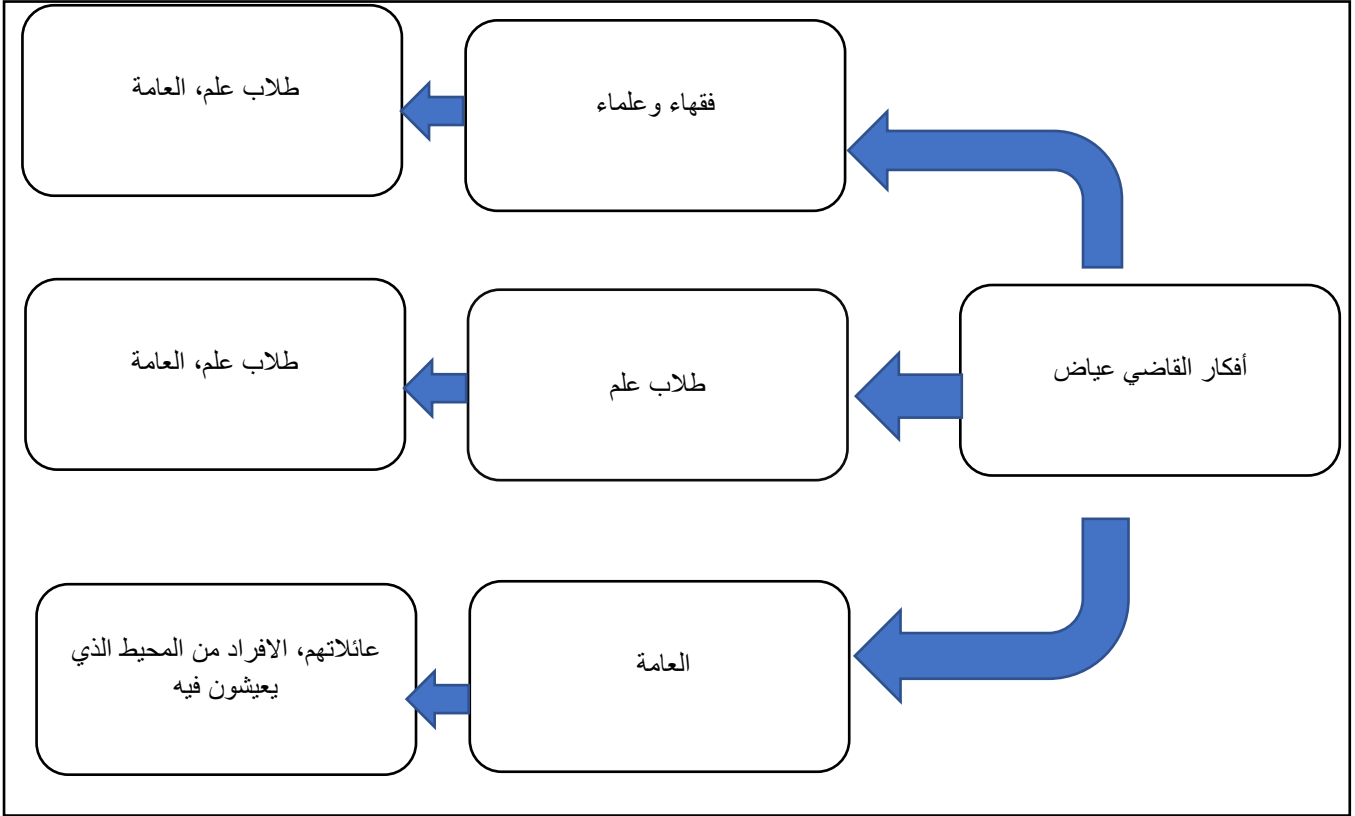 فقهاء وعلماء
طلاب علم، العامة
أفكار القاضي عياض
طلاب علم
طلاب علم، العامة
العامة
عائلاتهم، الافراد من المحيط الذي
يعيشون فيه